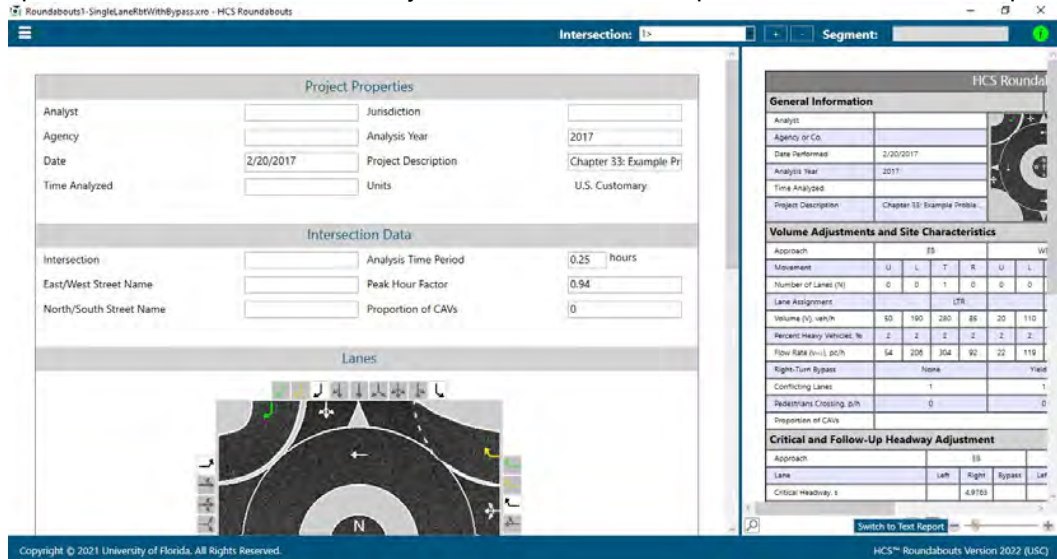 Roundabouts1-SingleLaneRbtWithBypass.xro - HCS Roundabouts
Intersection: 1> + - Segment:
Project Properties
Analyst Jurisdiction
Agency Analysis Year 2017
Date 2/20/2017 Project Description Chapter 33: Example Pr
Time Analyzed Units U.S. Customary
Intersection Data
Intersection Analysis Time Period 0.25 hours
East/West Street Name Peak Hour Factor 0.94
North/South Street Name Proportion of CAVs 0
Lanes
N
HCS Roundal
General Information
Analyst
Agency or Co.
Date Performed 2/20/2017
Analysis Year 2017
Time Analyzed
Project Description Chapter 33: Example Proble...
Volume Adjustments and Site Characteristics
Approach EB
Movement U L T R U L
Number of Lanes (N) 0 0 1 0 0 0
Lane Assignment LTR
Volume (V), veh/h 50 190 280 85 20 110
Percent Heavy Vehicles, % 2 2 2 2 2 2
Flow Rate 54 206 304 92 22 119
Right-Turn Bypass None Yield
Conflicting Lanes 1 1
Pedestrians Crossing, p/h 0 0
Proportion of CAVs
Critical and Follow-Up Headway Adjustment
Approach EB
Lane Left Right Bypass Lef
Critical Headway, s 4.9763
Switch to Text Report - +
Copyright © 2021 University of Florida. All Rights Reserved. HCS™ Roundabouts Version 2022 (USC)